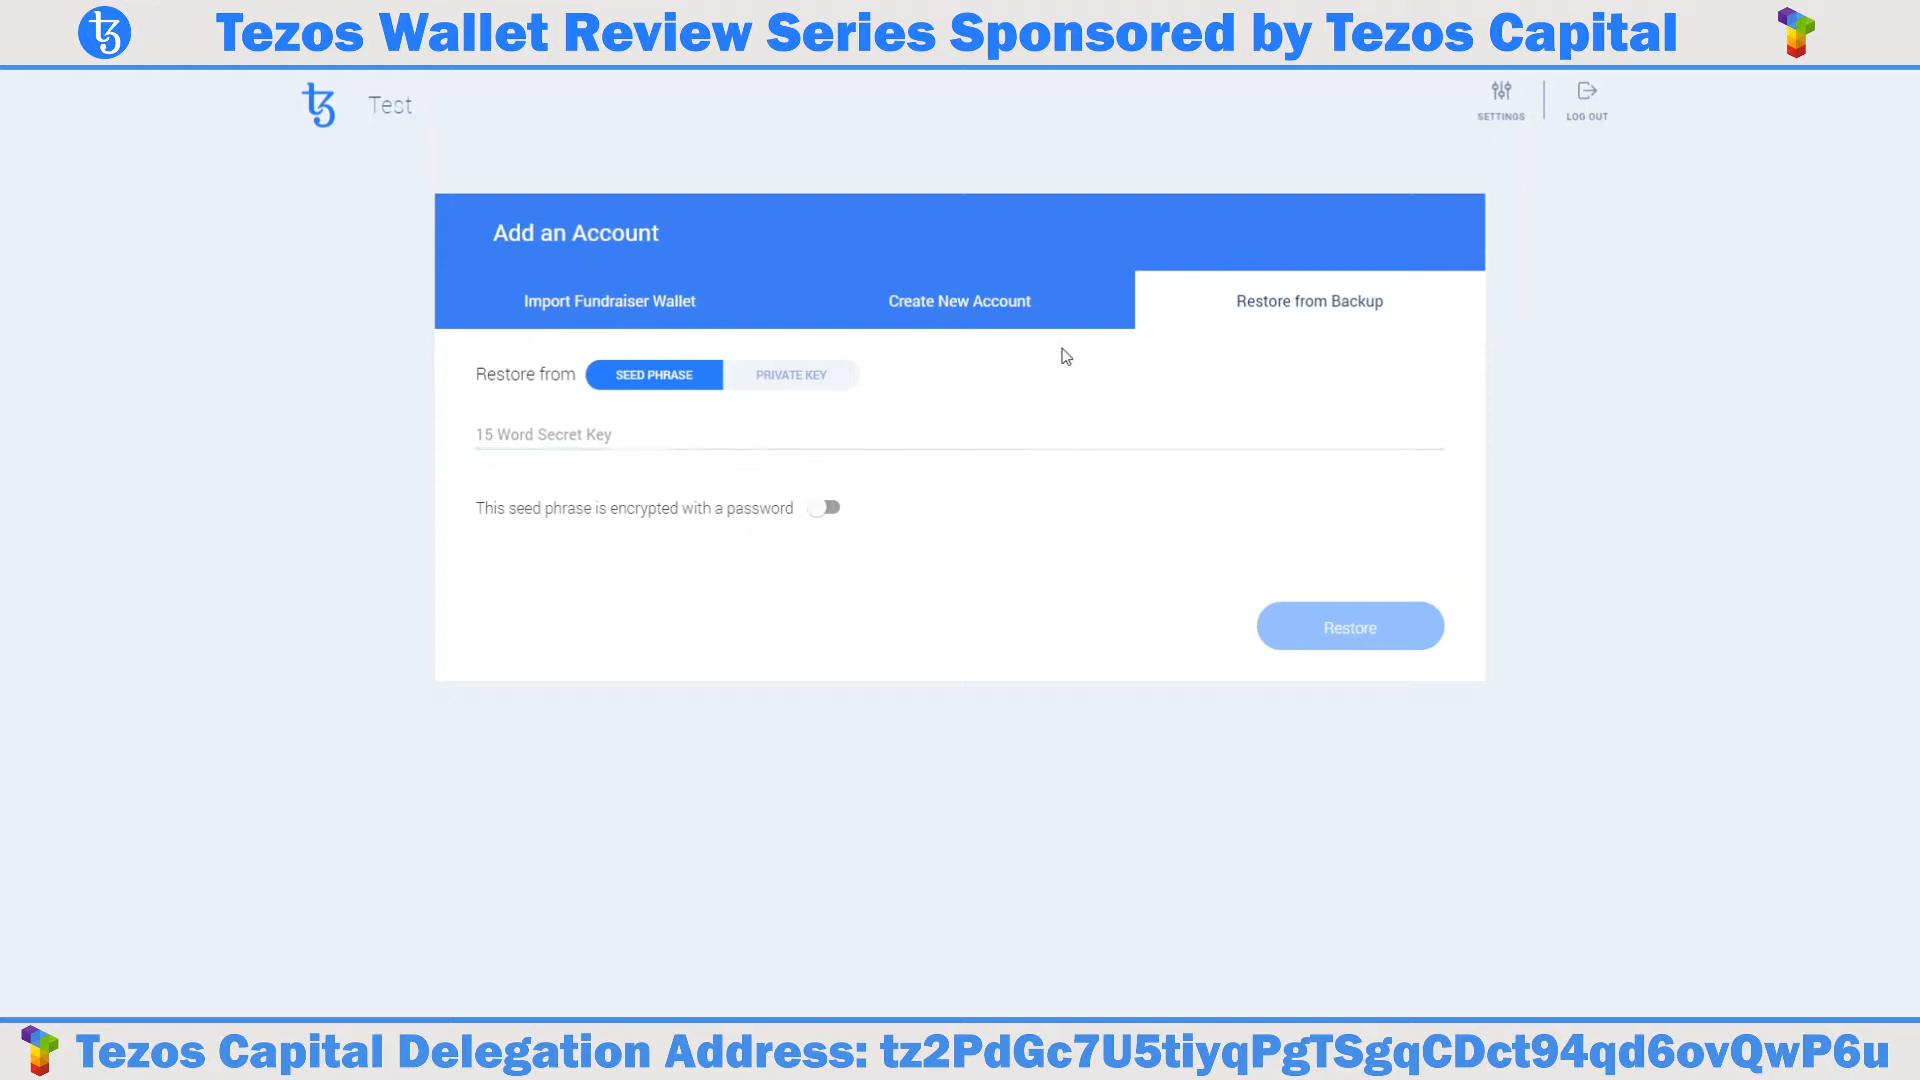 Tezos Wallet Review Series Sponsored by Tezos Capital
Test
SETTINGS
LOG OUT
Add an Account
Import Fundraiser Wallet
Create New Account
Restore from Backup
Restore from
SEED PHRASE
PRIVATE KEY
15 Word Secret Key
This seed phrase is encrypted with a password
Restore
Tezos Capital Delegation Address: tz2PdGc7U5tiyqPgTSgqCDct94qd6ovQwP6u